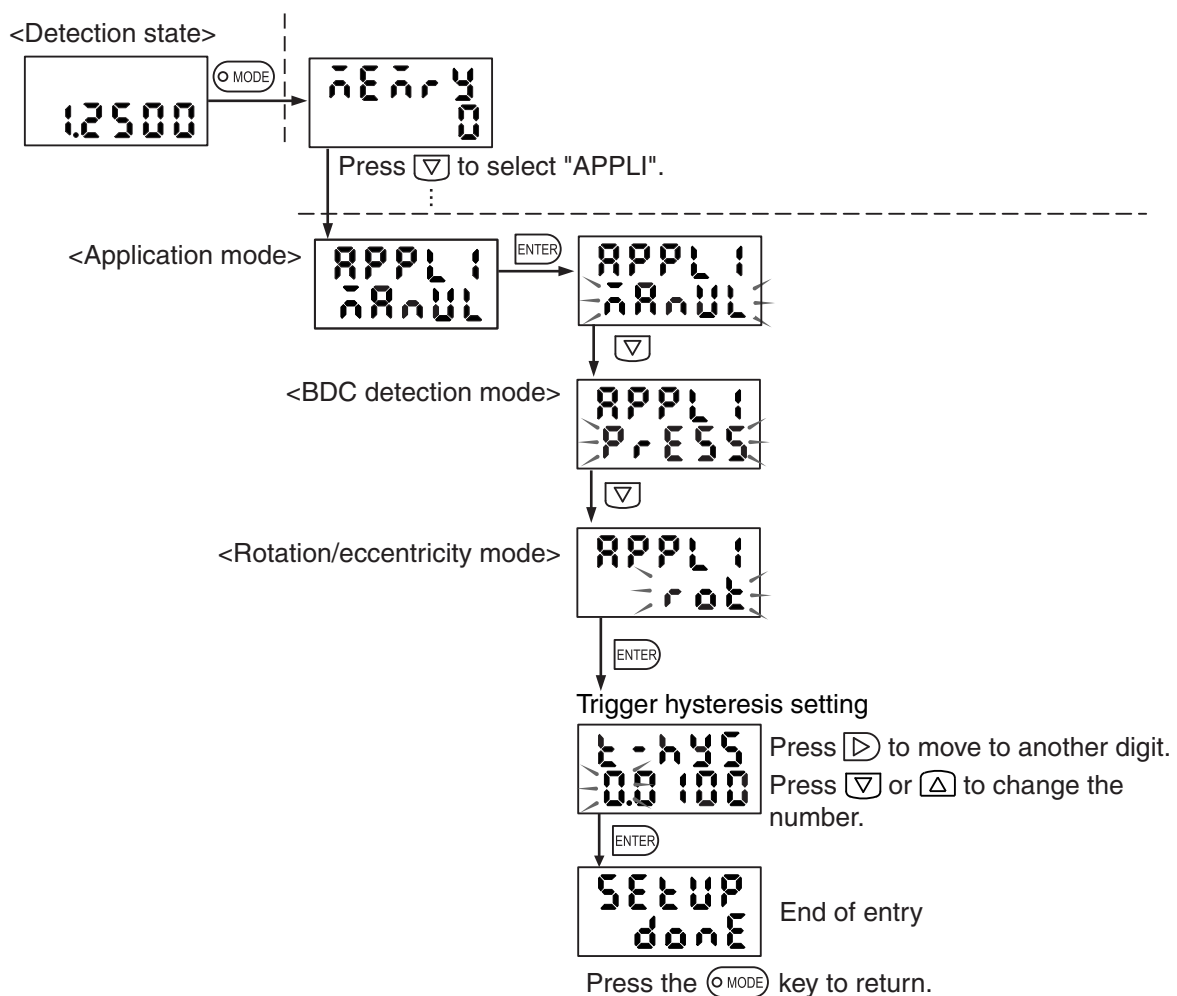 <Detection state>
MODE
1.2500
mEmry
0
Press ▽ to select "APPLI".
<Application mode>
APPLI
mAnUL
ENTER
APPLI
mAnUL
▽
<BDC detection mode>
APPLI
PrESS
▽
<Rotation/eccentricity mode>
APPLI
rot
ENTER
Trigger hysteresis setting
t-hYS
0.0100
Press ▷ to move to another digit.
Press ▽ or △ to change the
number.
ENTER
SEtUP
donE
End of entry
Press the MODE key to return.